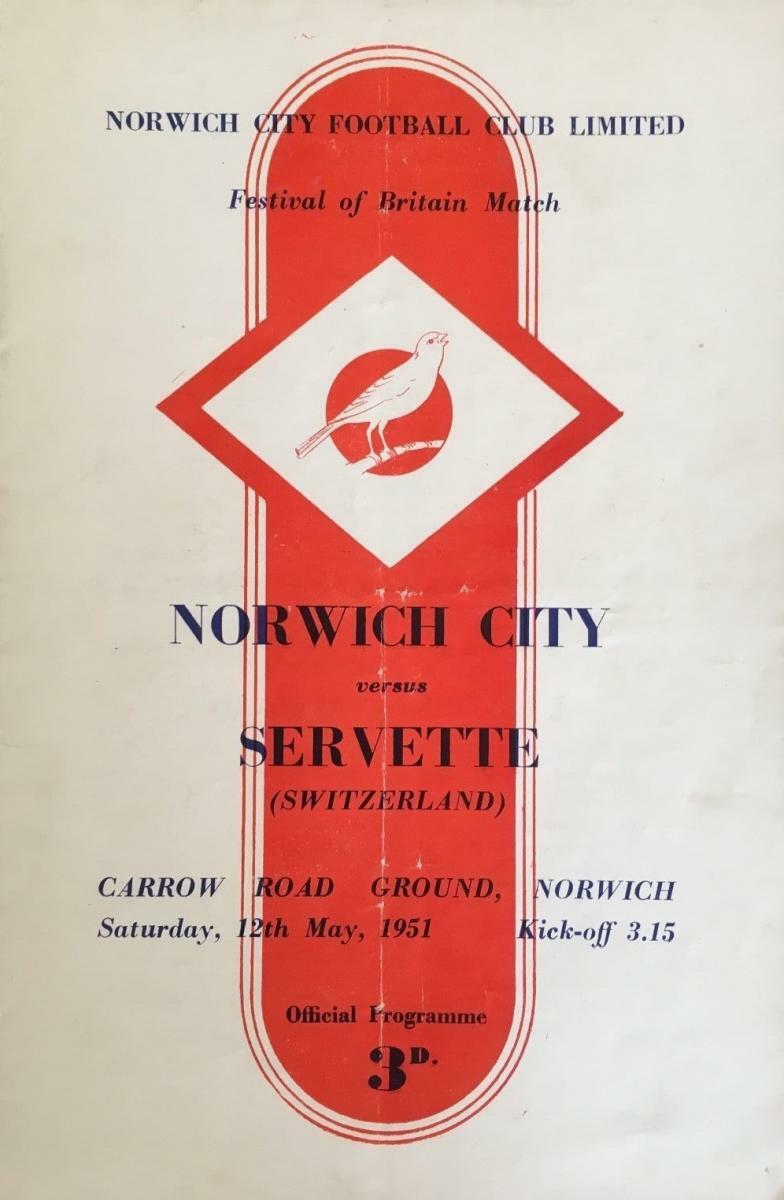 NORWICH CITY FOOTBALL CLUB LIMITED
Festival of Britain Match
NORWICH CITY
versus
SERVETTE
(SWITZERLAND)
CARROW ROAD GROUND, NORWICH
Saturday, 12th May, 1951 Kick-off 3.15
Official Programme
3D.